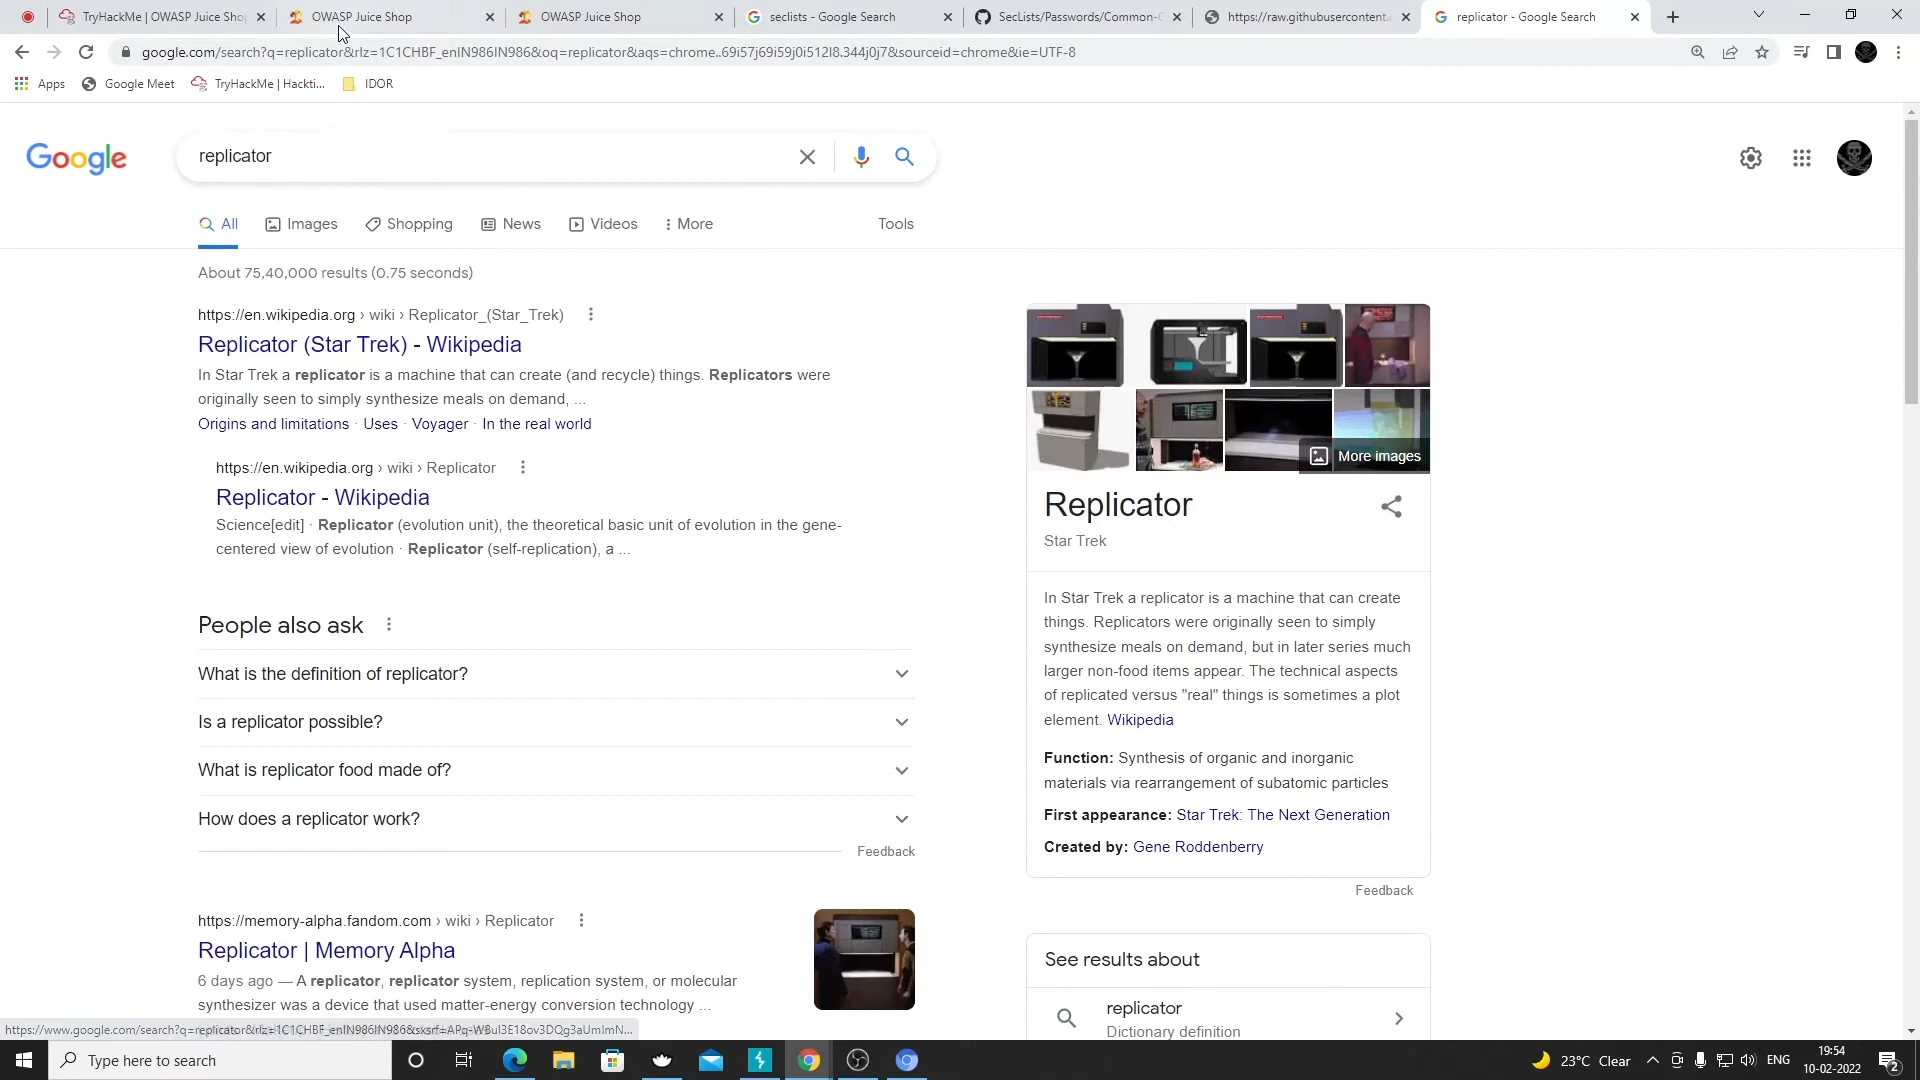 TryHackMe | OWASP Juice Sho
OWASP Juice Shop
OWASP Juice Shop
seclists - Google Search
SecLists/Passwords/Common-C
https://raw.githubusercontent.
replicator - Google Search
google.com/search?q=replicator&rlz=1C1CHBF_enIN986IN986&oq=replicator&aqs=chrome..69i57j69i59j0i512l8.344j0j7&sourceid=chrome&ie=UTF-8
Apps
Google Meet
TryHackMe | Hackti...
IDOR
Google
replicator
All
Images
Shopping
News
Videos
More
Tools
About 75,40,000 results (0.75 seconds)
https://en.wikipedia.org › wiki › Replicator_(Star_Trek)
Replicator (Star Trek) - Wikipedia
In Star Trek a replicator is a machine that can create (and recycle) things. Replicators were
originally seen to simply synthesize meals on demand, ...
Origins and limitations · Uses · Voyager · In the real world
https://en.wikipedia.org › wiki › Replicator
Replicator - Wikipedia
Science[edit] · Replicator (evolution unit), the theoretical basic unit of evolution in the gene-
centered view of evolution · Replicator (self-replication), a ...
People also ask
What is the definition of replicator?
Is a replicator possible?
What is replicator food made of?
How does a replicator work?
Feedback
https://memory-alpha.fandom.com › wiki › Replicator
Replicator | Memory Alpha
6 days ago — A replicator, replicator system, replication system, or molecular
synthesizer was a device that used matter-energy conversion technology ...
More images
Replicator
Star Trek
In Star Trek a replicator is a machine that can create
things. Replicators were originally seen to simply
synthesize meals on demand, but in later series much
larger non-food items appear. The technical aspects
of replicated versus "real" things is sometimes a plot
element. Wikipedia
Function: Synthesis of organic and inorganic
materials via rearrangement of subatomic particles
First appearance: Star Trek: The Next Generation
Created by: Gene Roddenberry
Feedback
See results about
replicator
Dictionary definition
Type here to search
23°C Clear
ENG
19:54
10-02-2022
2